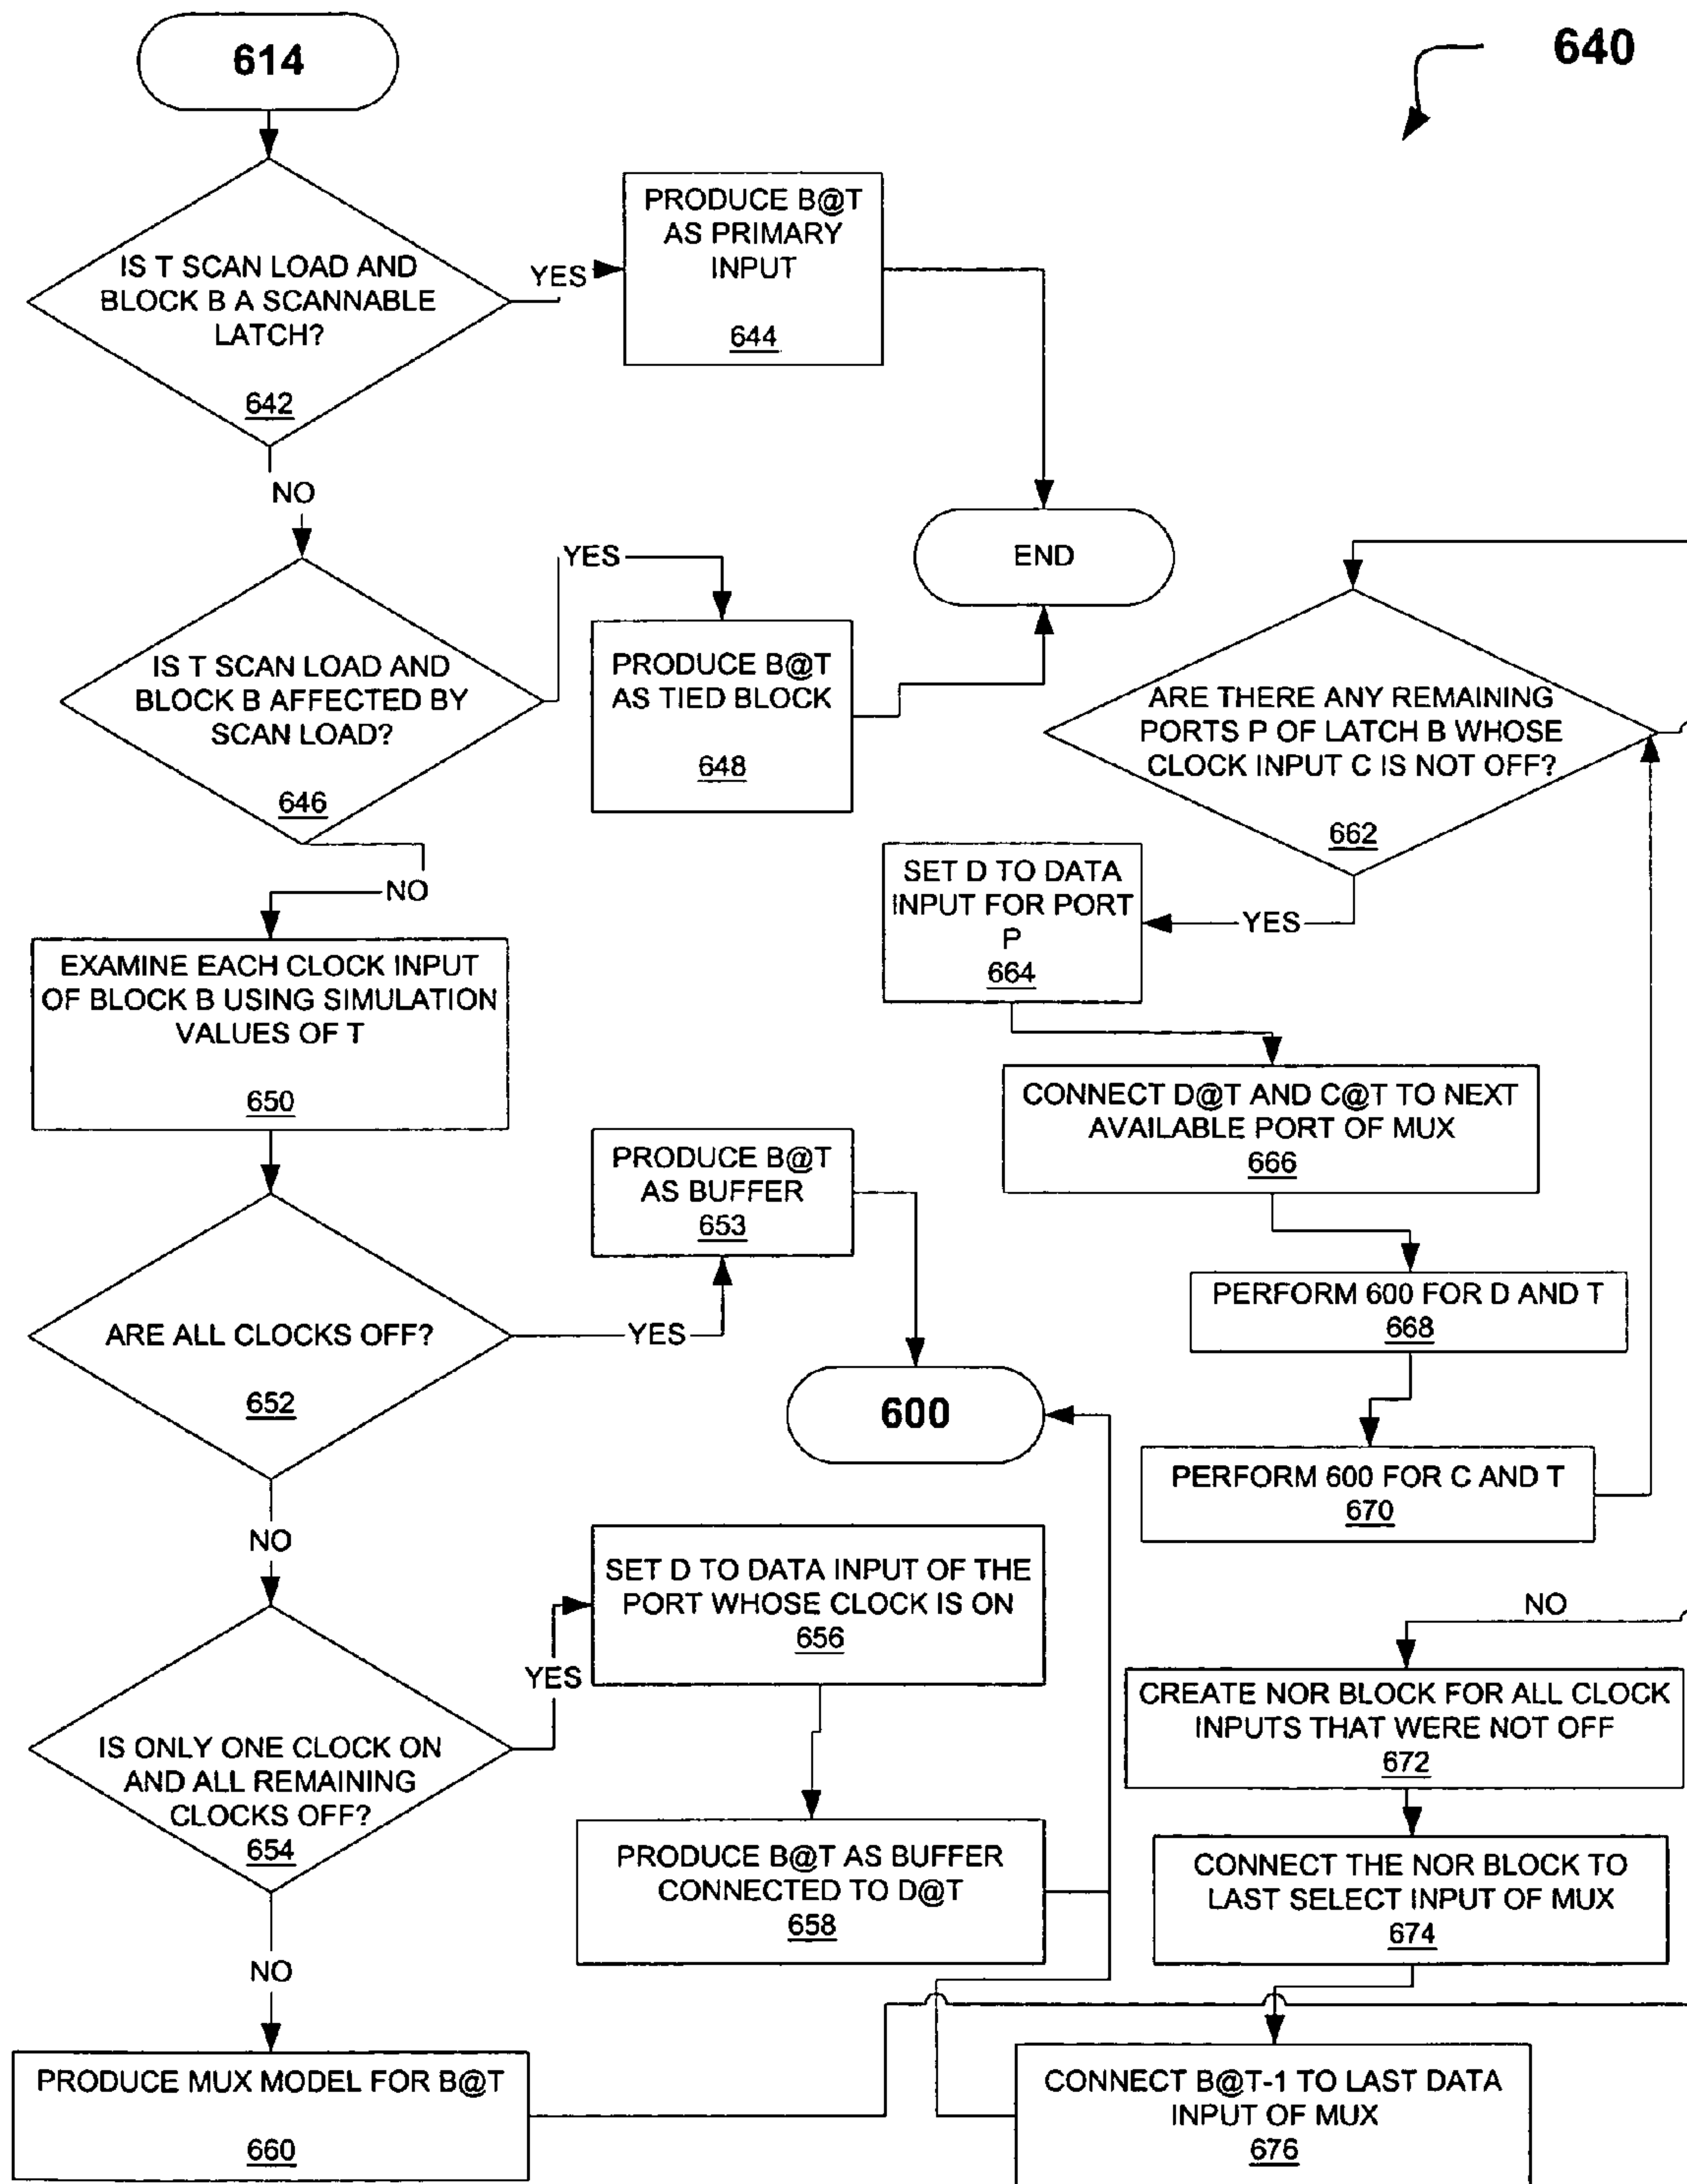 614
640
IS T SCAN LOAD AND
BLOCK B A SCANNABLE
LATCH?
642
YES
PRODUCE B@T
AS PRIMARY
INPUT
644
NO
END
IS T SCAN LOAD AND
BLOCK B AFFECTED BY
SCAN LOAD?
646
YES
PRODUCE B@T
AS TIED BLOCK
648
NO
EXAMINE EACH CLOCK INPUT
OF BLOCK B USING SIMULATION
VALUES OF T
650
ARE ALL CLOCKS OFF?
652
YES
PRODUCE B@T
AS BUFFER
653
600
NO
IS ONLY ONE CLOCK ON
AND ALL REMAINING
CLOCKS OFF?
654
YES
SET D TO DATA INPUT OF THE
PORT WHOSE CLOCK IS ON
656
PRODUCE B@T AS BUFFER
CONNECTED TO D@T
658
NO
PRODUCE MUX MODEL FOR B@T
660
ARE THERE ANY REMAINING
PORTS P OF LATCH B WHOSE
CLOCK INPUT C IS NOT OFF?
662
YES
SET D TO DATA
INPUT FOR PORT
P
664
CONNECT D@T AND C@T TO NEXT
AVAILABLE PORT OF MUX
666
PERFORM 600 FOR D AND T
668
PERFORM 600 FOR C AND T
670
NO
CREATE NOR BLOCK FOR ALL CLOCK
INPUTS THAT WERE NOT OFF
672
CONNECT THE NOR BLOCK TO
LAST SELECT INPUT OF MUX
674
CONNECT B@T-1 TO LAST DATA
INPUT OF MUX
676